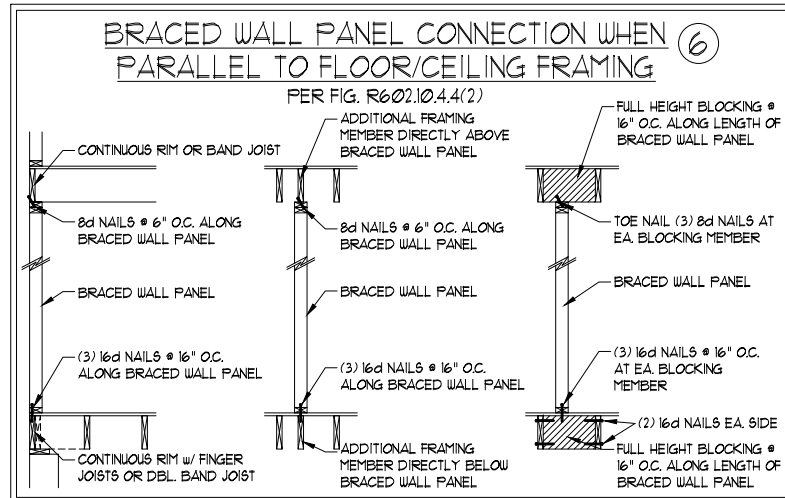 BRACED WALL PANEL CONNECTION WHEN
PARALLEL TO FLOOR/CEILING FRAMING
6
PER FIG. R602.10.4.4(2)
CONTINUOUS RIM OR BAND JOIST
8d NAILS @ 6" O.C. ALONG
BRACED WALL PANEL
BRACED WALL PANEL
(3) 16d NAILS @ 16" O.C.
ALONG BRACED WALL PANEL
CONTINUOUS RIM w/ FINGER
JOISTS OR DBL. BAND JOIST
ADDITIONAL FRAMING
MEMBER DIRECTLY ABOVE
BRACED WALL PANEL
8d NAILS @ 6" O.C. ALONG
BRACED WALL PANEL
BRACED WALL PANEL
(3) 16d NAILS @ 16" O.C.
ALONG BRACED WALL PANEL
ADDITIONAL FRAMING
MEMBER DIRECTLY BELOW
BRACED WALL PANEL
FULL HEIGHT BLOCKING @
16" O.C. ALONG LENGTH OF
BRACED WALL PANEL
TOE NAIL (3) 8d NAILS AT
EA. BLOCKING MEMBER
BRACED WALL PANEL
(3) 16d NAILS @ 16" O.C.
AT EA. BLOCKING
MEMBER
(2) 16d NAILS EA. SIDE
FULL HEIGHT BLOCKING @
16" O.C. ALONG LENGTH OF
BRACED WALL PANEL